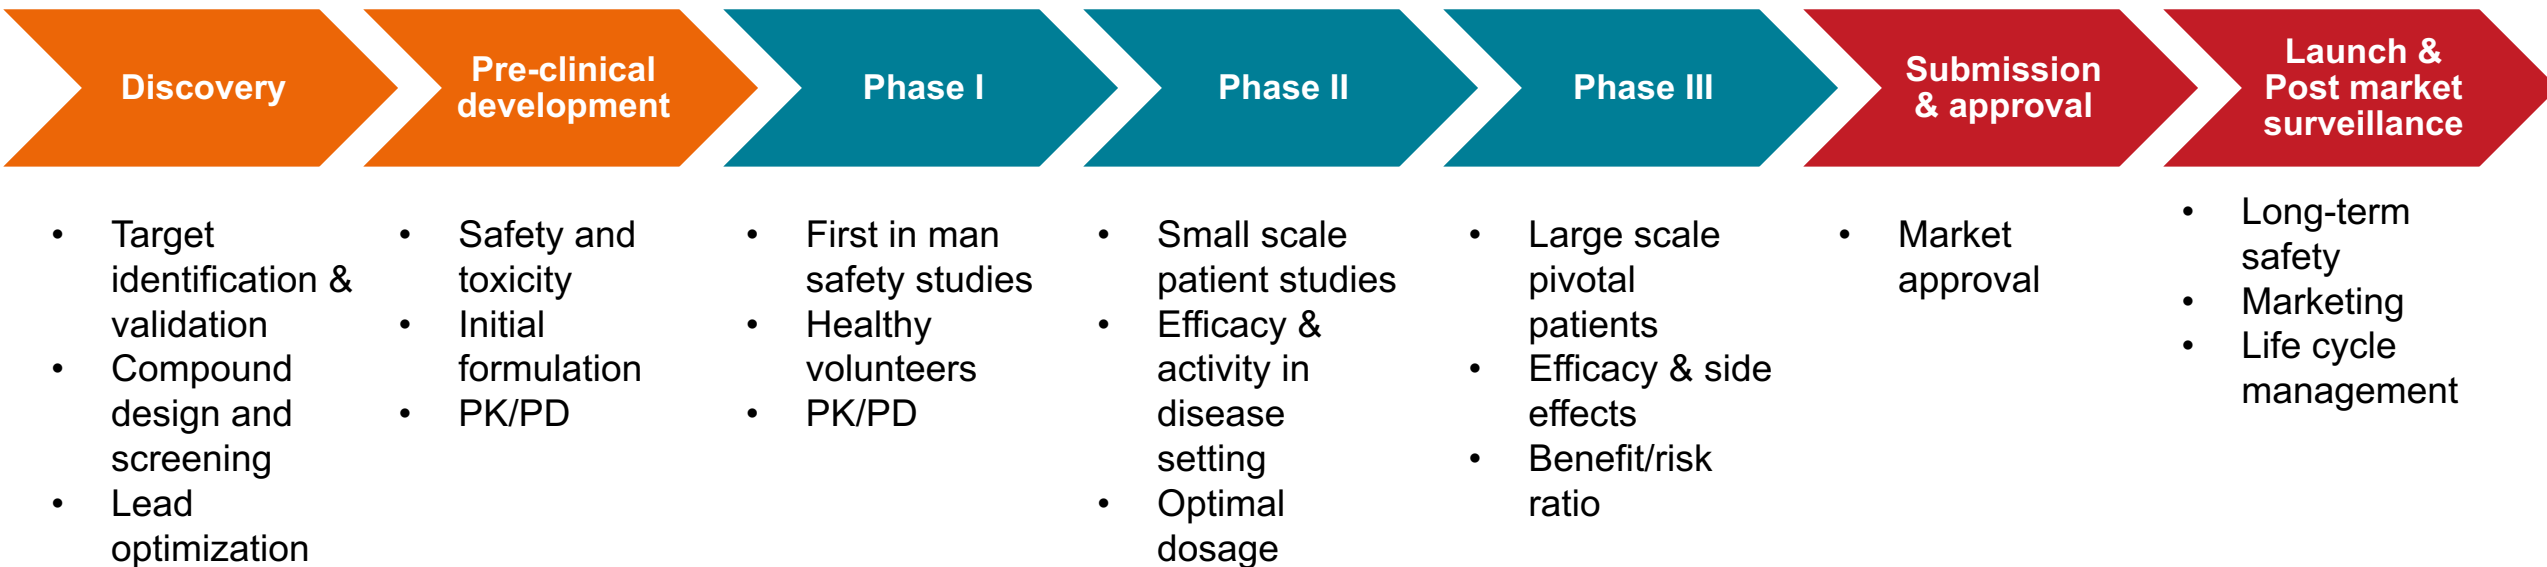 Discovery
Pre-clinical
development
Phase I
Phase II
Phase III
Submission
& approval
Launch &
Post market
surveillance
• Target
identification &
validation
• Compound
design and
screening
• Lead
optimization
• Safety and
toxicity
• Initial
formulation
• PK/PD
• First in man
safety studies
• Healthy
volunteers
• PK/PD
• Small scale
patient studies
• Efficacy &
activity in
disease
setting
• Optimal
dosage
• Large scale
pivotal
patients
• Efficacy & side
effects
• Benefit/risk
ratio
• Market
approval
• Long-term
safety
• Marketing
• Life cycle
management